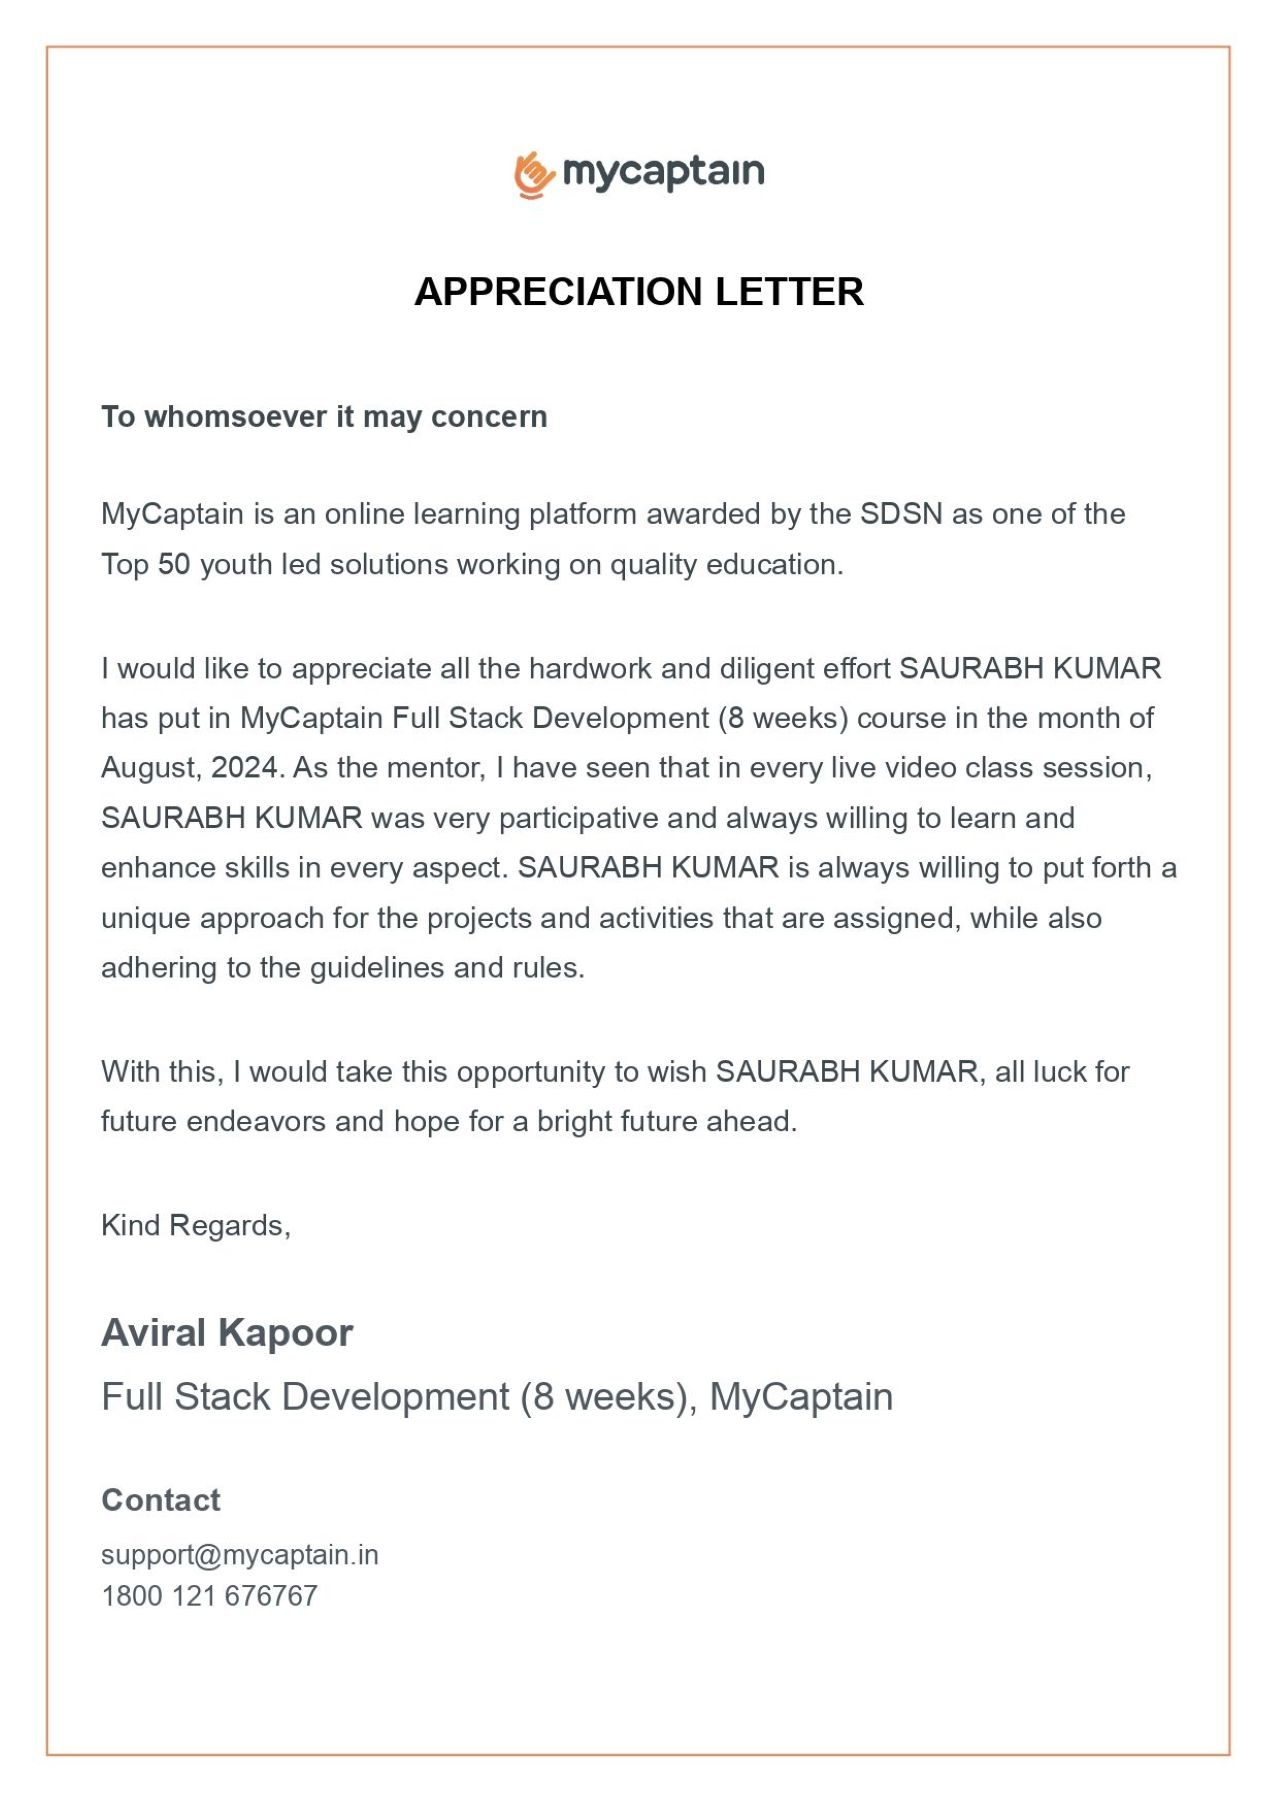 mycaptain
APPRECIATION LETTER
To whomsoever it may concern
MyCaptain is an online learning platform awarded by the SDSN as one of the
Top 50 youth led solutions working on quality education.
I would like to appreciate all the hardwork and diligent effort SAURABH KUMAR
has put in MyCaptain Full Stack Development (8 weeks) course in the month of
August, 2024. As the mentor, I have seen that in every live video class session,
SAURABH KUMAR was very participative and always willing to learn and
enhance skills in every aspect. SAURABH KUMAR is always willing to put forth a
unique approach for the projects and activities that are assigned, while also
adhering to the guidelines and rules.
With this, I would take this opportunity to wish SAURABH KUMAR, all luck for
future endeavors and hope for a bright future ahead.
Kind Regards,
Aviral Kapoor
Full Stack Development (8 weeks), MyCaptain
Contact
support@mycaptain.in
1800 121 676767